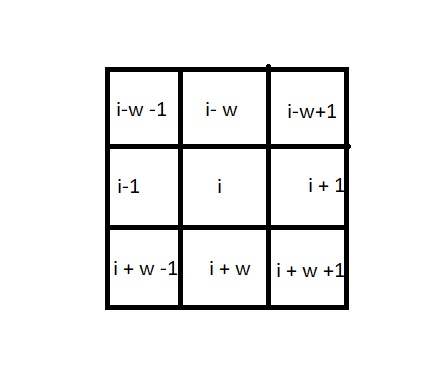 i-w -1 i- w i-w+1
i-1 i i + 1
i + w -1 i + w i + w +1